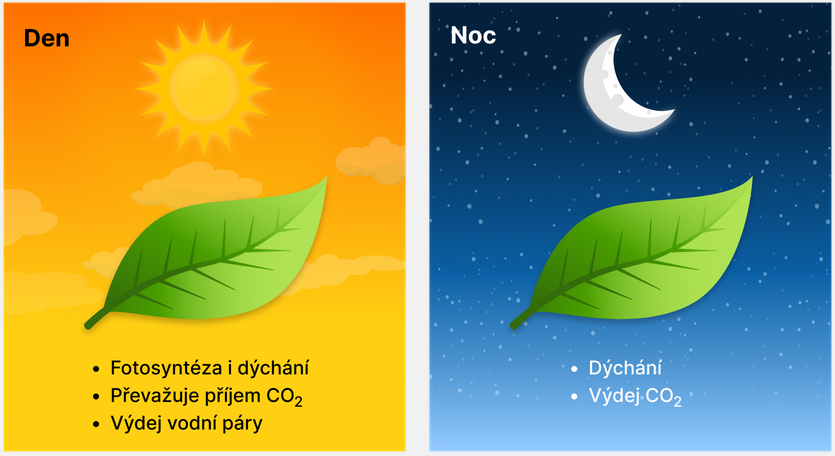 Den
• Fotosyntéza i dýchání
• Převažuje příjem CO₂
• Výdej vodní páry
Noc
• Dýchání
• Výdej CO₂